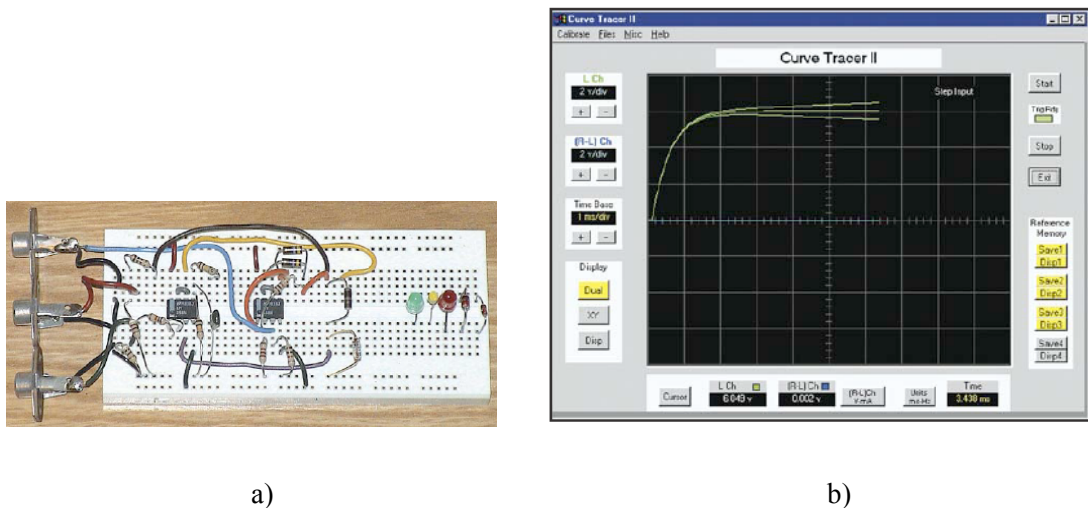 Curve Tracer II
Calibrate Files Misc Help
Curve Tracer II
L Ch
2 v/div
+ -
(R-L) Ch
2 v/div
+ -
Time Base
1 ms/div
+ -
Display
Dual
XY
Disp
Step Input
Start
Stop
Exit
Reference
Memory
Save1
Disp1
Save2
Disp2
Save3
Disp3
Save4
Disp4
Cursor
L Ch
6.049 v
(R-L) Ch
0.002 v
(R-L)Ch
Units
Time
3.438 ms
a) b)